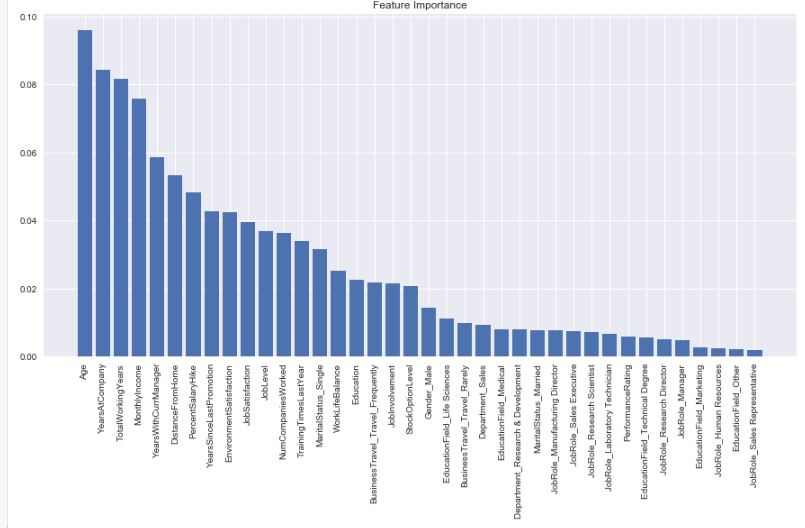 Feature Importance
0.10
0.08
0.06
0.04
0.02
0.00
Age
YearsAtCompany
TotalWorkingYears
MonthlyIncome
YearsWithCurrManager
DistanceFromHome
PercentSalaryHike
YearsSinceLastPromotion
EnvironmentSatisfaction
JobSatisfaction
JobLevel
NumCompaniesWorked
TrainingTimesLastYear
MaritalStatus_Single
WorkLifeBalance
Education
BusinessTravel_Travel_Frequently
JobInvolvement
StockOptionLevel
Gender_Male
EducationField_Life Sciences
BusinessTravel_Travel_Rarely
Department_Sales
EducationField_Medical
Department_Research & Development
MaritalStatus_Married
JobRole_Manufacturing Director
JobRole_Sales Executive
JobRole_Research Scientist
JobRole_Laboratory Technician
PerformanceRating
EducationField_Technical Degree
JobRole_Research Director
JobRole_Manager
EducationField_Marketing
JobRole_Human Resources
EducationField_Other
JobRole_Sales Representative